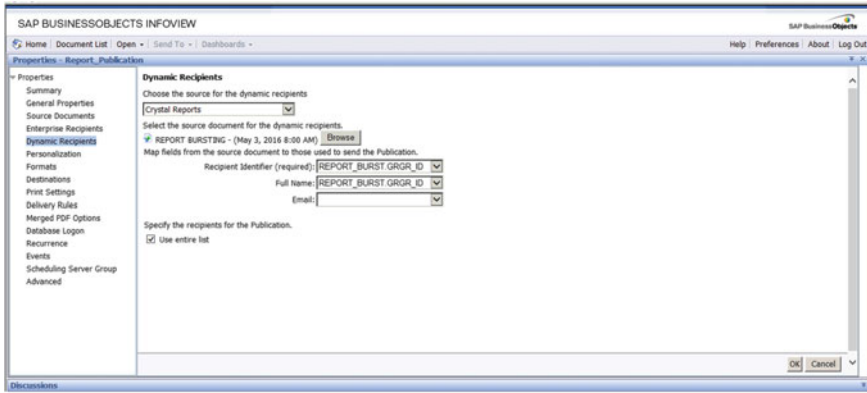 SAP BUSINESSOBJECTS INFOVIEW
SAP BusinessObjects
Home Document List Open Send To Dashboards
Help Preferences About Log Out
Properties - Report_Publication
Properties
Summary
General Properties
Source Documents
Enterprise Recipients
Dynamic Recipients
Personalization
Formats
Destinations
Print Settings
Delivery Rules
Merged PDF Options
Database Logon
Recurrence
Events
Scheduling Server Group
Advanced
Dynamic Recipients
Choose the source for the dynamic recipients
Crystal Reports
Select the source document for the dynamic recipients.
REPORT BURSTING - (May 3, 2016 8:00 AM) Browse
Map fields from the source document to those used to send the Publication.
Recipient Identifier (required): REPORT_BURST.GRGR_ID
Full Name: REPORT_BURST.GRGR_ID
Email:
Specify the recipients for the Publication.
Use entire list
OK Cancel
Discussions